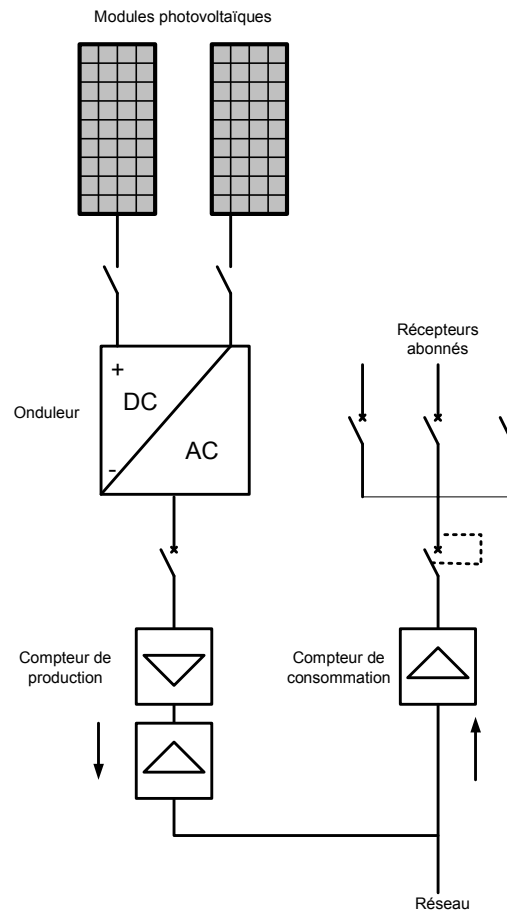 Modules photovoltaïques
Récepteurs
abonnés
+
DC
Onduleur
AC
-
Compteur de
production
Compteur de
consommation
Réseau